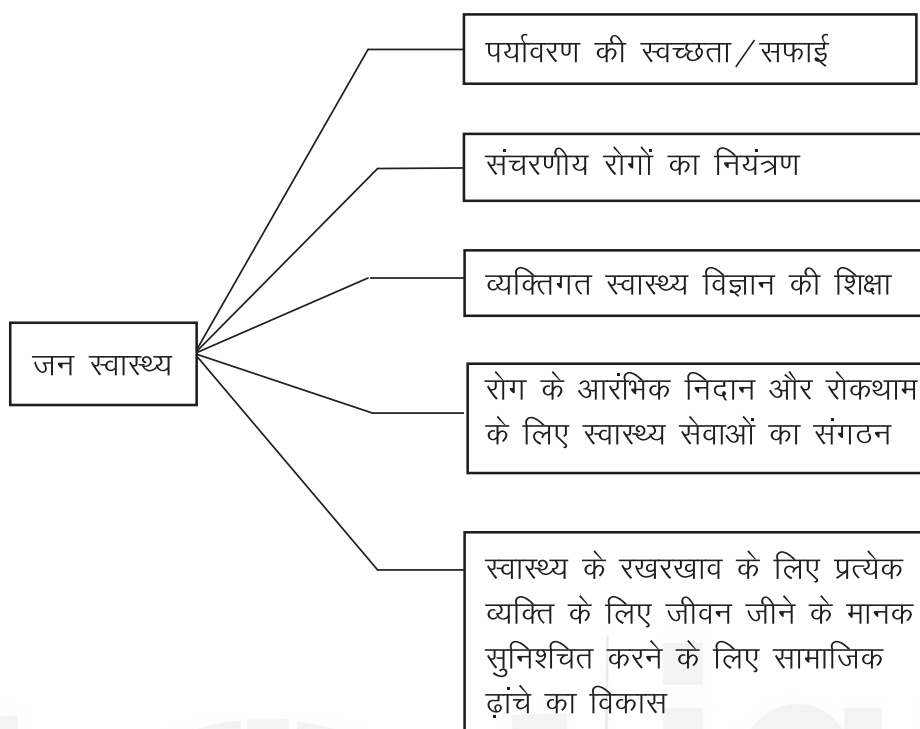 पर्यावरण की स्वच्छता/सफाई
संचरणीय रोगों का नियंत्रण
व्यक्तिगत स्वास्थ्य विज्ञान की शिक्षा
जन स्वास्थ्य
रोग के आरंभिक निदान और रोकथाम
के लिए स्वास्थ्य सेवाओं का संगठन
स्वास्थ्य के रखरखाव के लिए प्रत्येक
व्यक्ति के लिए जीवन जीने के मानक
सुनिश्चित करने के लिए सामाजिक
ढ़ांचे का विकास